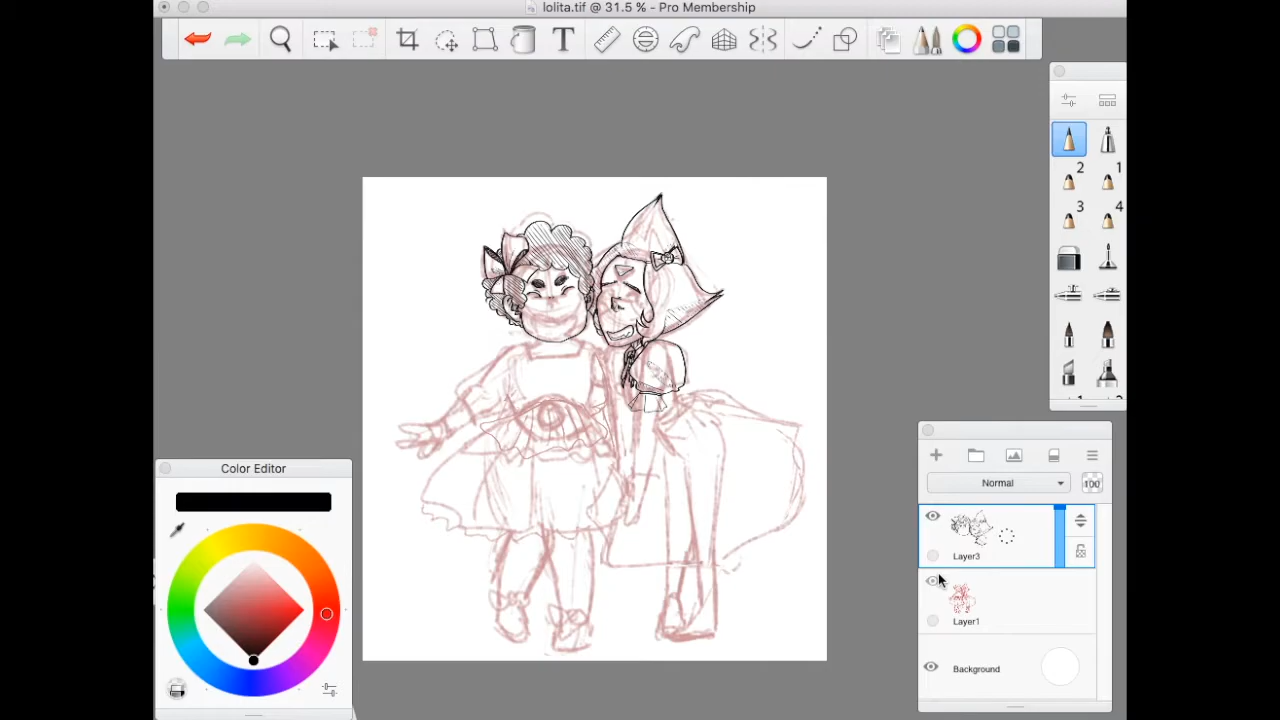 lolita.tif @ 31.5 % - Pro Membership
T
2
1
3
4
Color Editor
Normal
100
Layer3
Layer1
Background